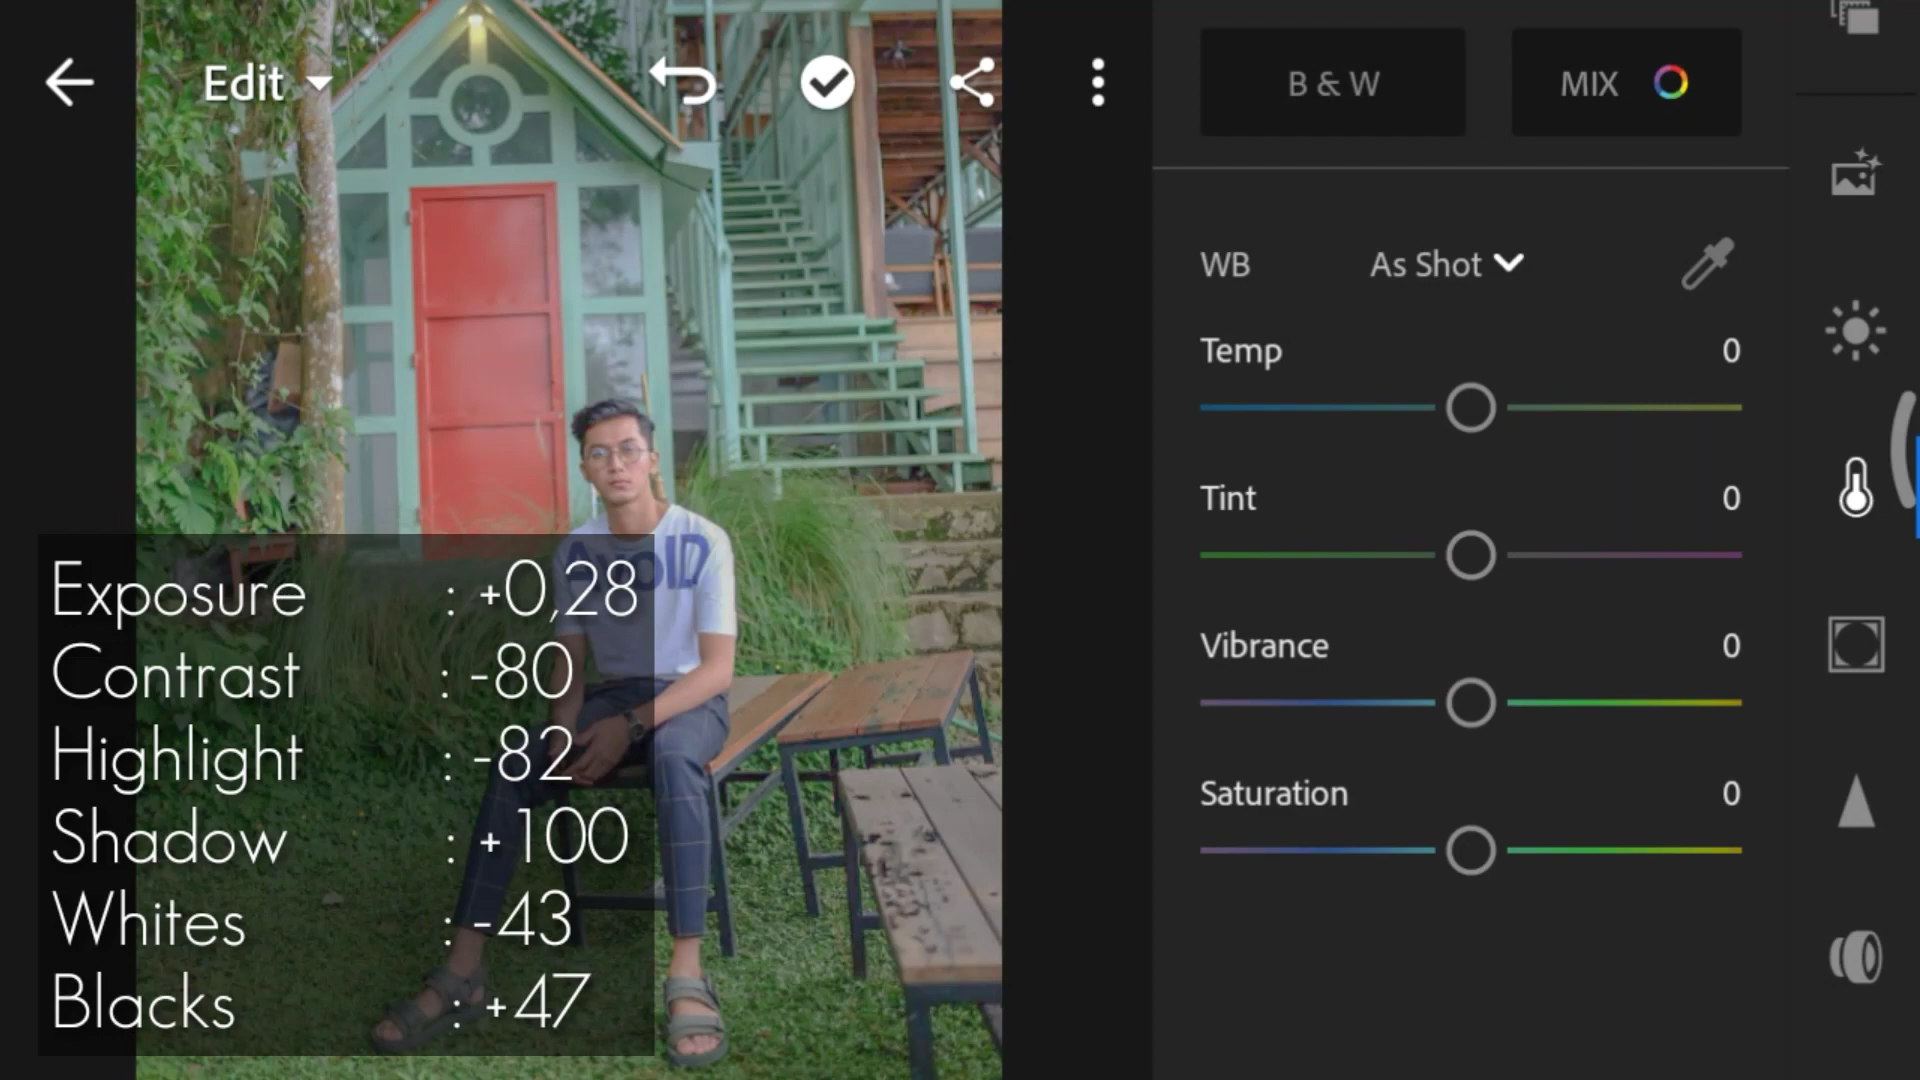 Edit
B & W
MIX
WB As Shot
Temp 0
Tint 0
Vibrance 0
Saturation 0
AvoID
Exposure : +0,28
Contrast : -80
Highlight : -82
Shadow : +100
Whites : -43
Blacks : +47